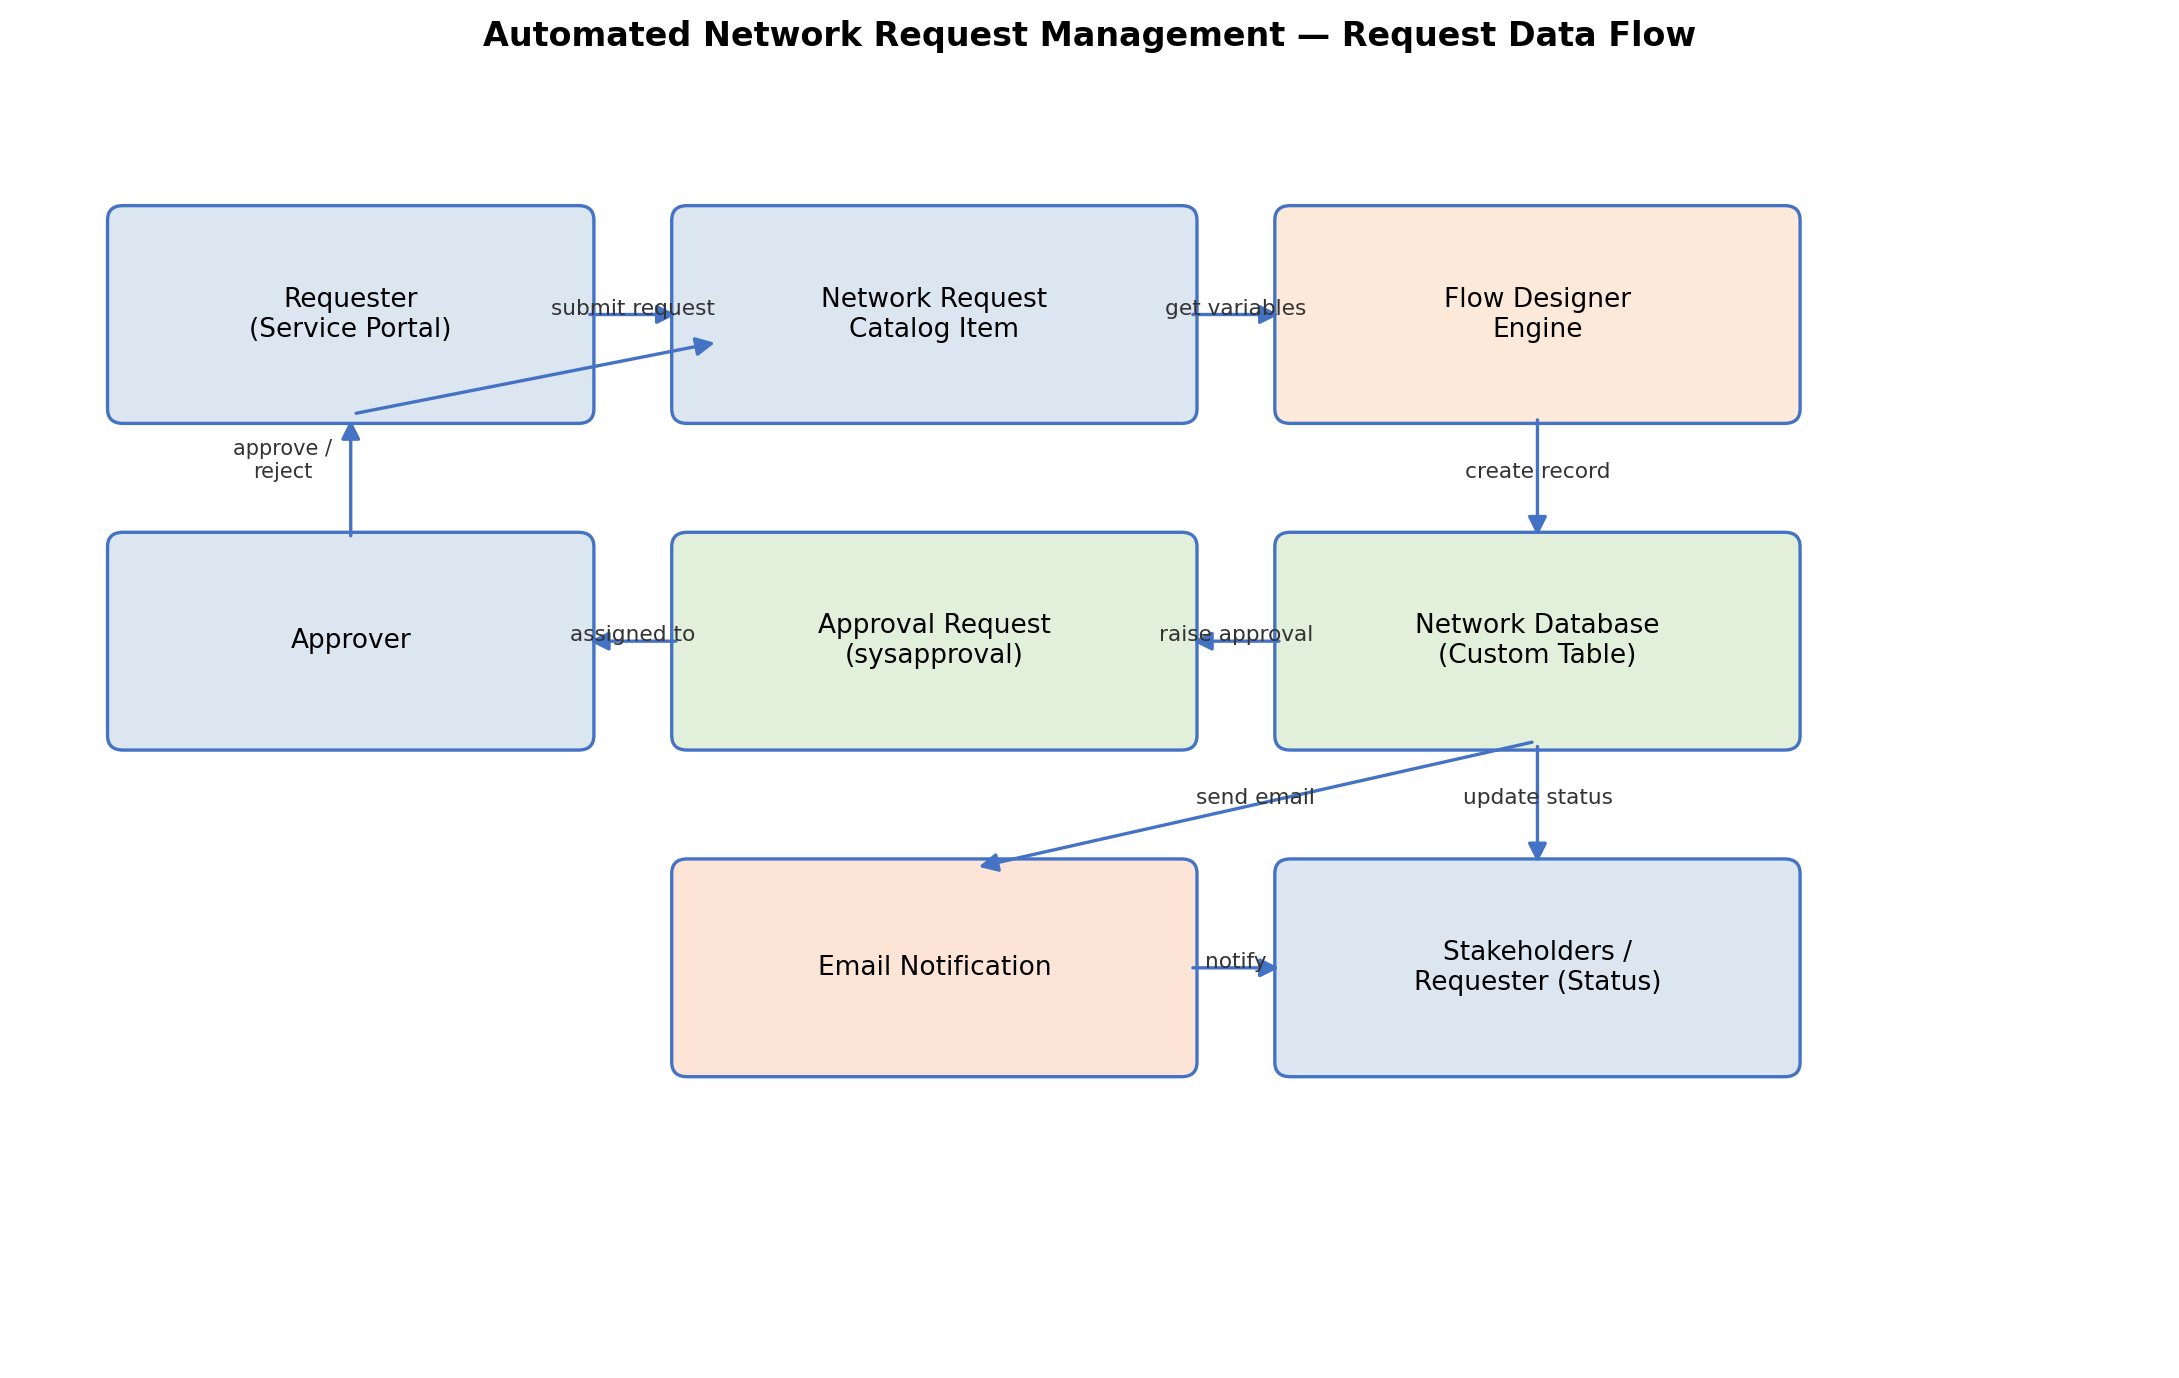 Automated Network Request Management — Request Data Flow
Requester
(Service Portal)
submit request
Network Request
Catalog Item
get variables
Flow Designer
Engine
approve /
reject
create record
Approver
assigned to
Approval Request
(sysapproval)
raise approval
Network Database
(Custom Table)
send email
update status
Email Notification
notify
Stakeholders /
Requester (Status)